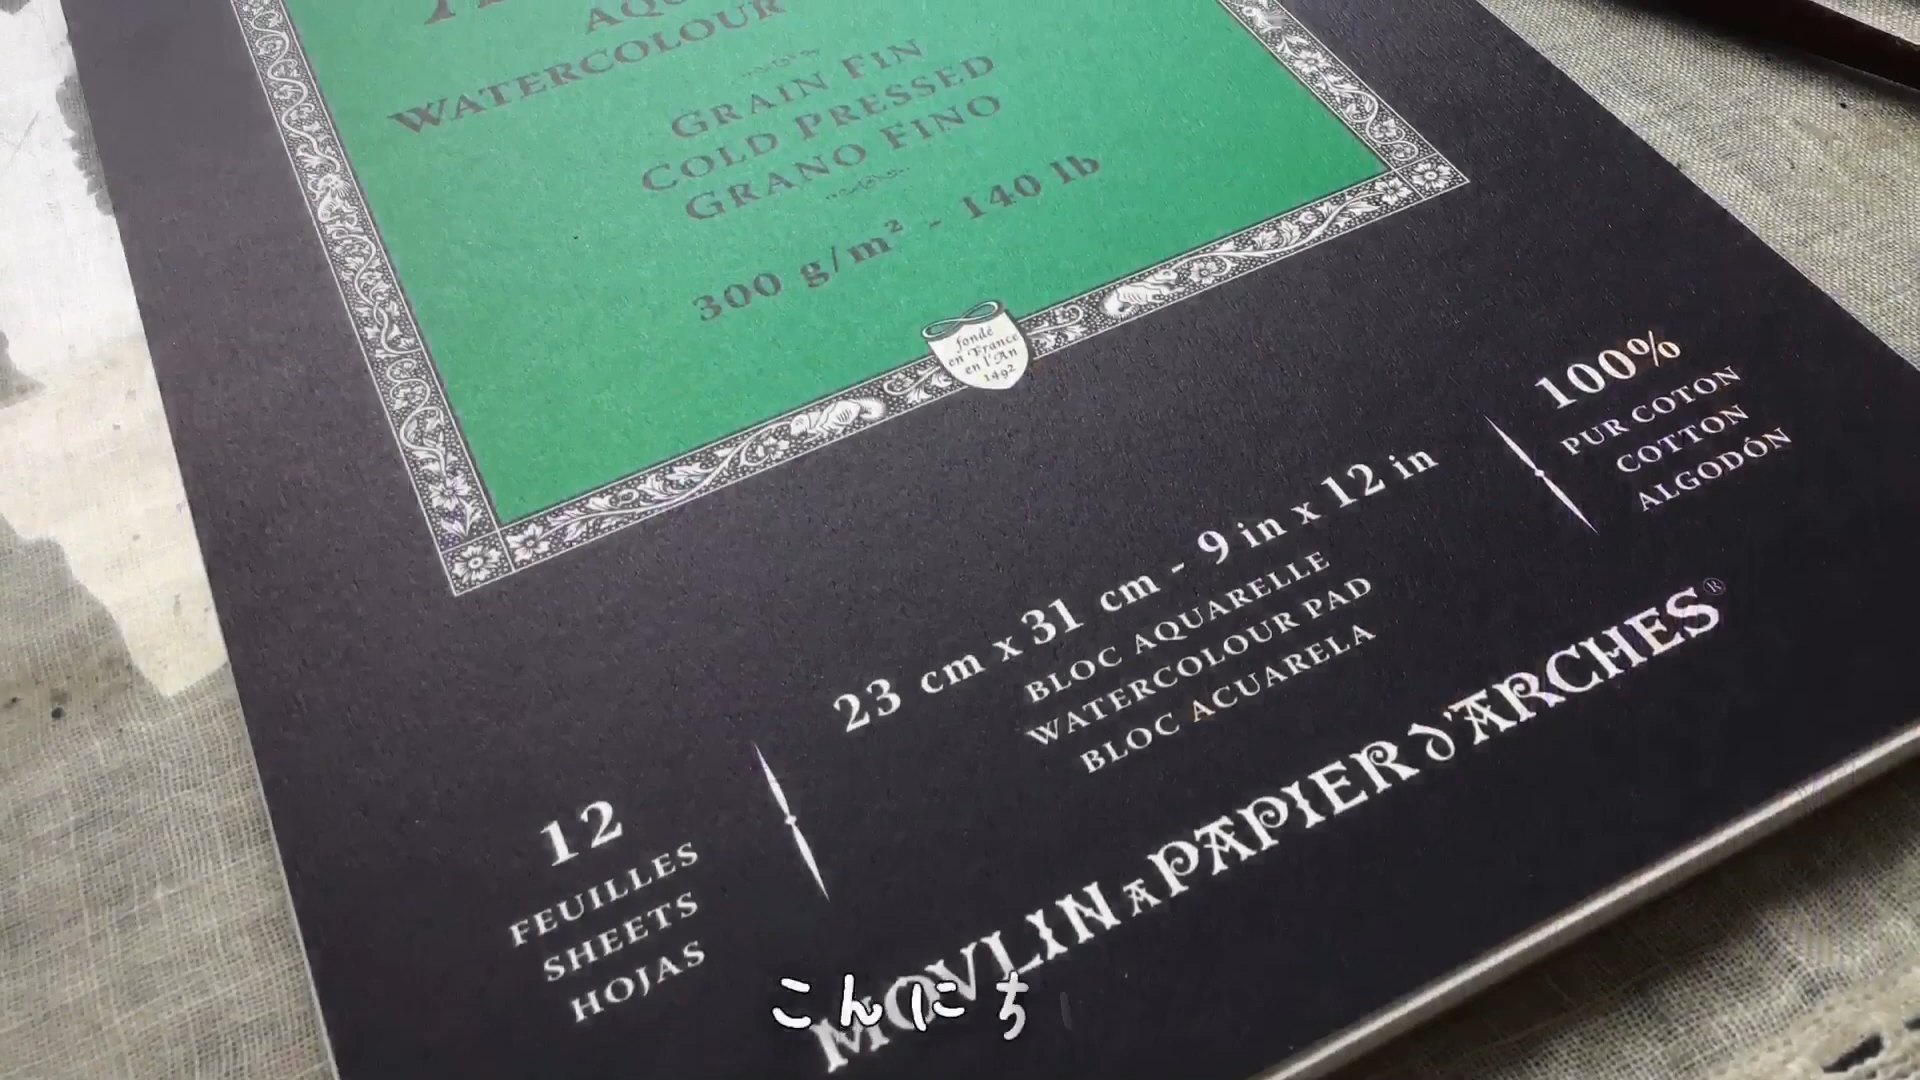 WATERCOLOUR
GRAIN FIN
COLD PRESSED
GRANO FINO
300 g/m² - 140 lb
fondé
en France
en l'An
1492
100%
PUR COTON
COTTON
ALGODÓN
23 cm x 31 cm - 9 in x 12 in
BLOC AQUARELLE
WATERCOLOUR PAD
BLOC ACUARELA
12
FEUILLES
SHEETS
HOJAS
MOVLIN A PAPIER d'ARCHES®
こんにち